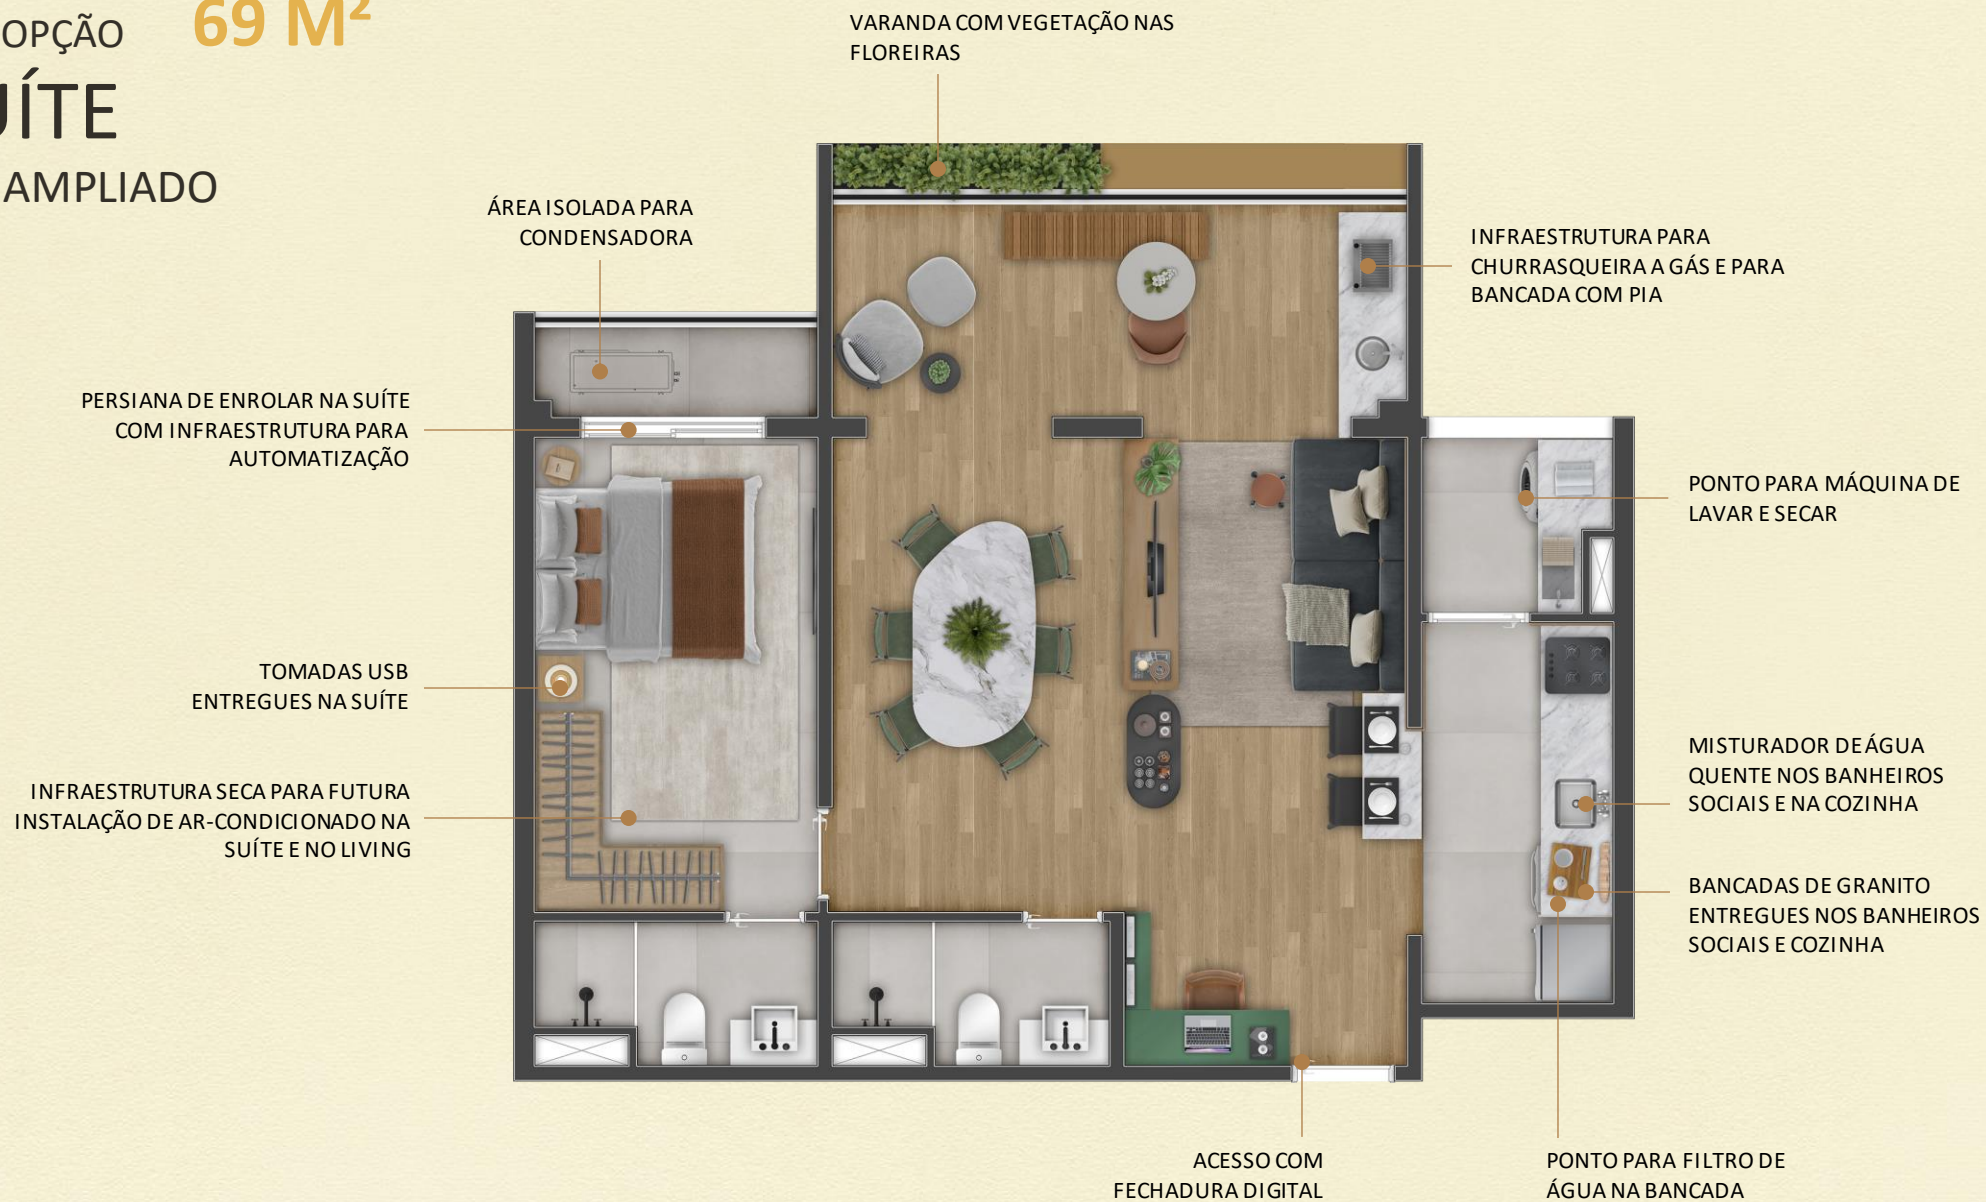 OPÇÃO 69 M²
UÍTE
AMPLIADO
VARANDA COM VEGETAÇÃO NAS
FLOREIRAS
ÁREA ISOLADA PARA
CONDENSADORA
INFRAESTRUTURA PARA
CHURRASQUEIRA A GÁS E PARA
BANCADA COM PIA
PERSIANA DE ENROLAR NA SUÍTE
COM INFRAESTRUTURA PARA
AUTOMATIZAÇÃO
PONTO PARA MÁQUINA DE
LAVAR E SECAR
TOMADAS USB
ENTREGUES NA SUÍTE
MISTURADOR DE ÁGUA
QUENTE NOS BANHEIROS
SOCIAIS E NA COZINHA
INFRAESTRUTURA SECA PARA FUTURA
INSTALAÇÃO DE AR-CONDICIONADO NA
SUÍTE E NO LIVING
BANCADAS DE GRANITO
ENTREGUES NOS BANHEIROS
SOCIAIS E COZINHA
ACESSO COM
FECHADURA DIGITAL
PONTO PARA FILTRO DE
ÁGUA NA BANCADA